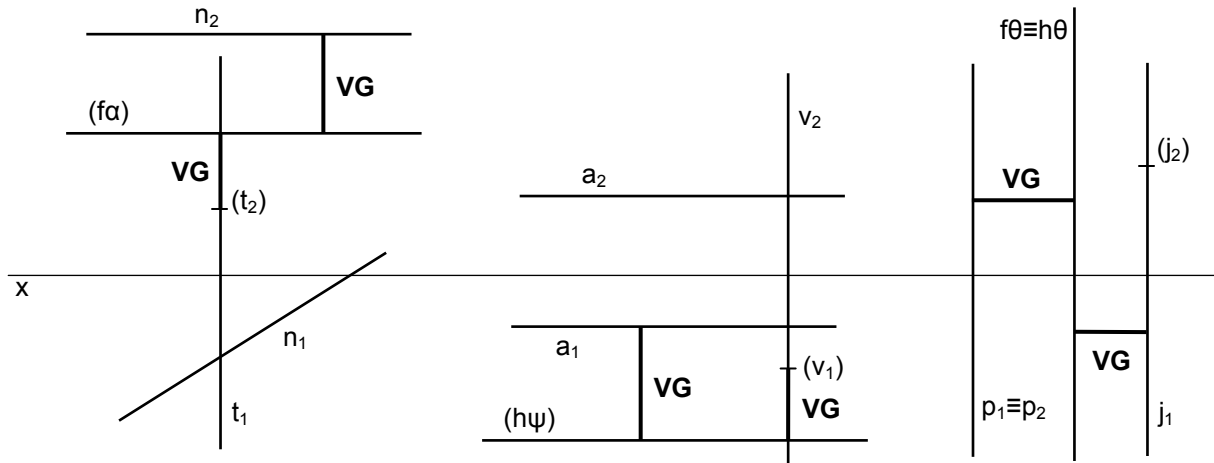 n₂
VG
(fα)
VG
(t₂)
x
n₁
t₁
v₂
a₂
a₁
VG
(v₁)
VG
(hψ)
fθ≡hθ
(j₂)
VG
VG
p₁≡p₂
j₁